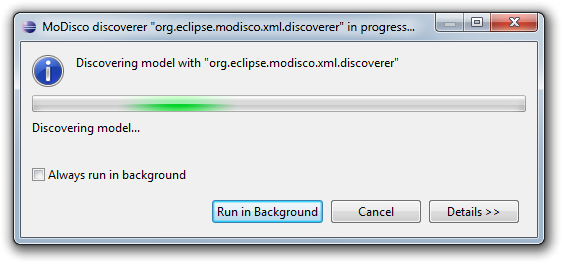 MoDisco discoverer "org.eclipse.modisco.xml.discoverer" in progress...
Discovering model with "org.eclipse.modisco.xml.discoverer"
Discovering model...
Always run in background
Run in Background Cancel Details >>